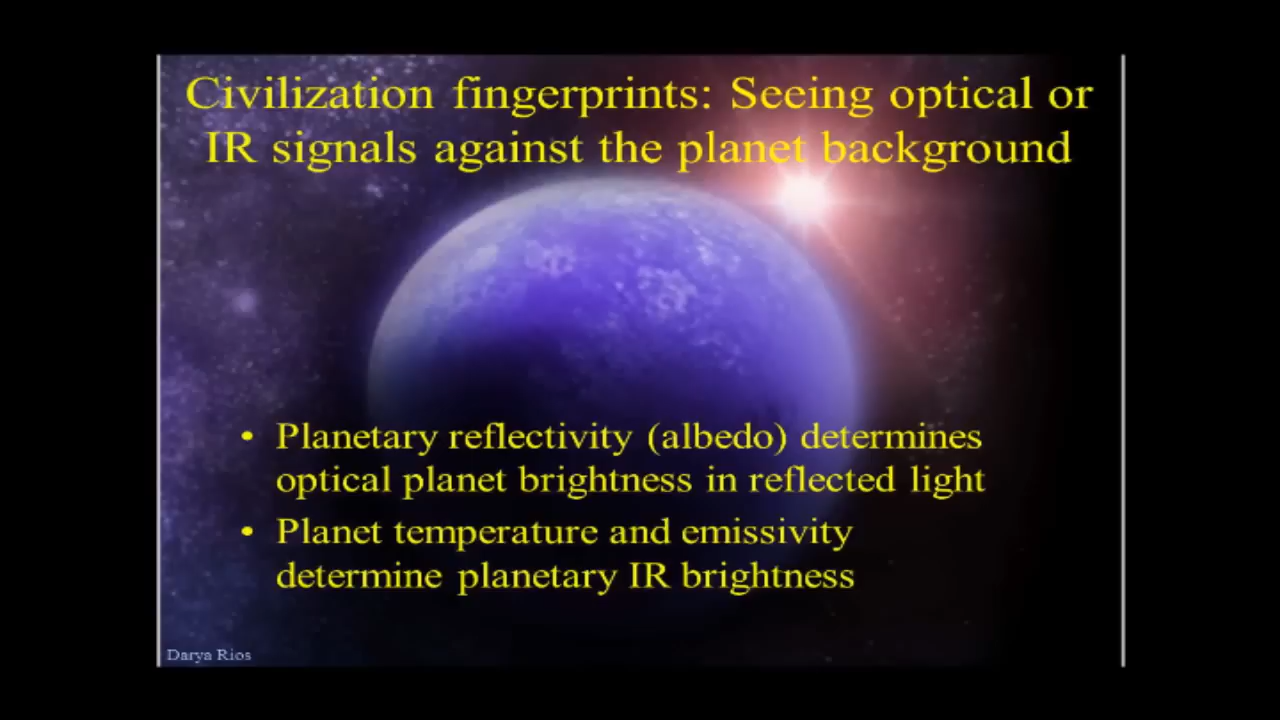 Civilization fingerprints: Seeing optical or
IR signals against the planet background
• Planetary reflectivity (albedo) determines
optical planet brightness in reflected light
• Planet temperature and emissivity
determine planetary IR brightness
Darya Rios